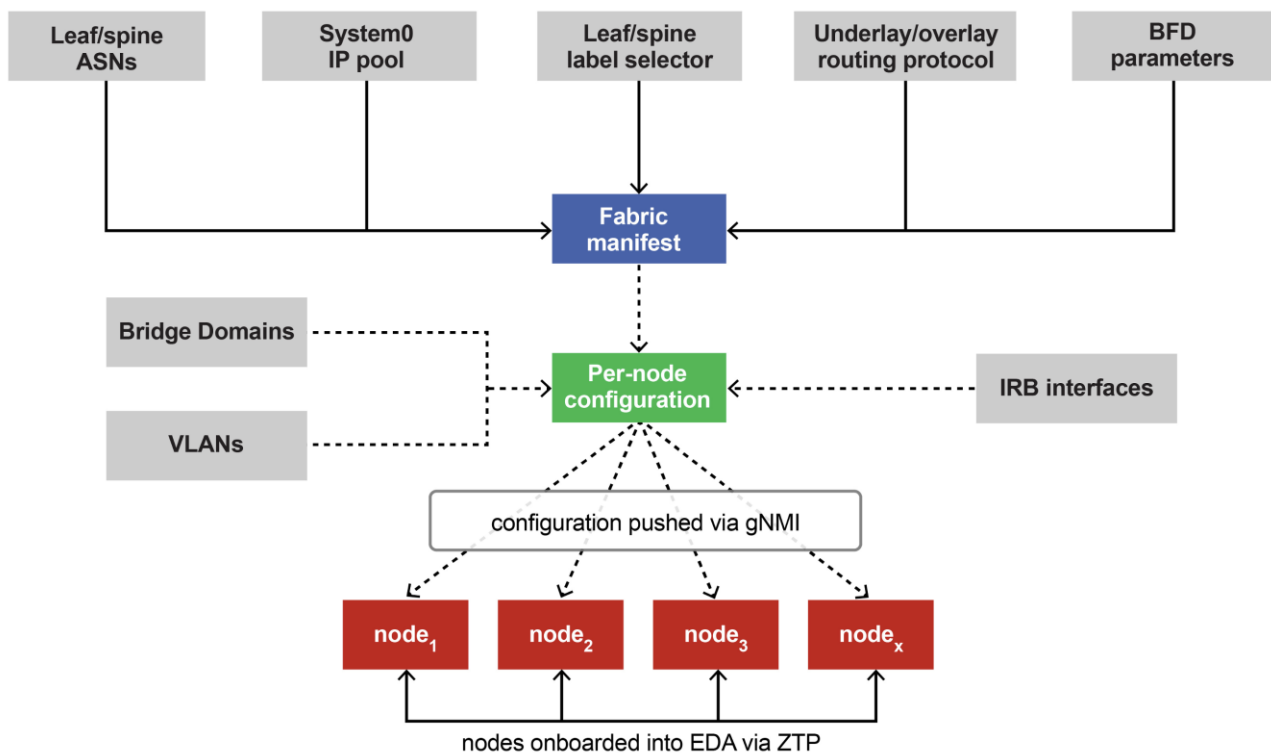 Leaf/spine
ASNs
System0
IP pool
Leaf/spine
label selector
Underlay/overlay
routing protocol
BFD
parameters
Fabric
manifest
Bridge Domains
VLANs
Per-node
configuration
IRB interfaces
configuration pushed via gNMI
node₁
node₂
node₃
nodeₓ
nodes onboarded into EDA via ZTP